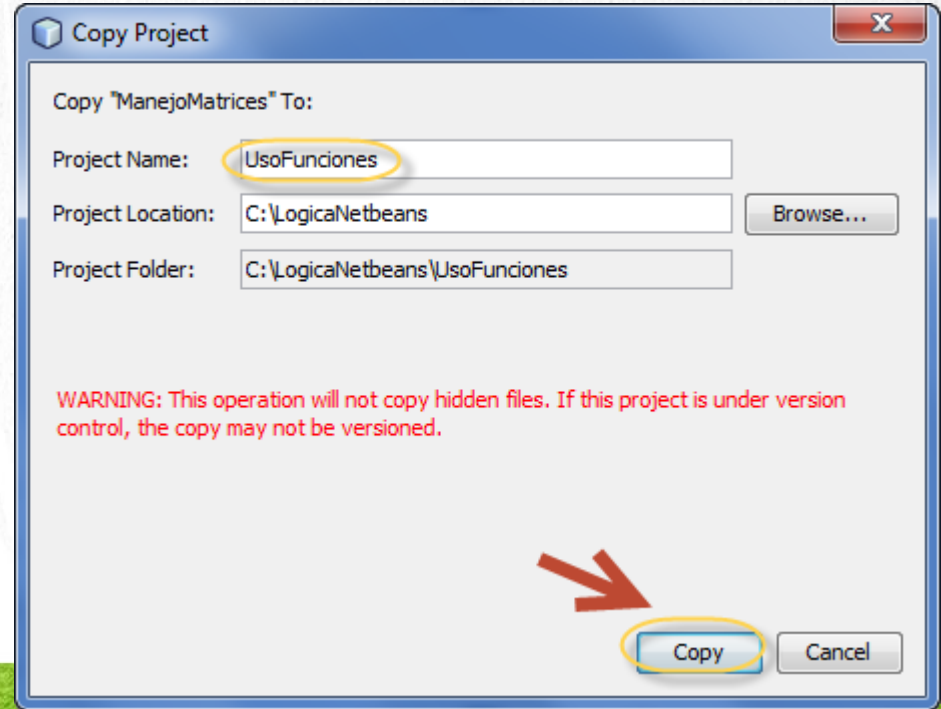 Copy Project
Copy "ManejoMatrices" To:
Project Name: UsoFunciones
Project Location: C:\LogicaNetbeans Browse...
Project Folder: C:\LogicaNetbeans\UsoFunciones
WARNING: This operation will not copy hidden files. If this project is under version
control, the copy may not be versioned.
Copy Cancel